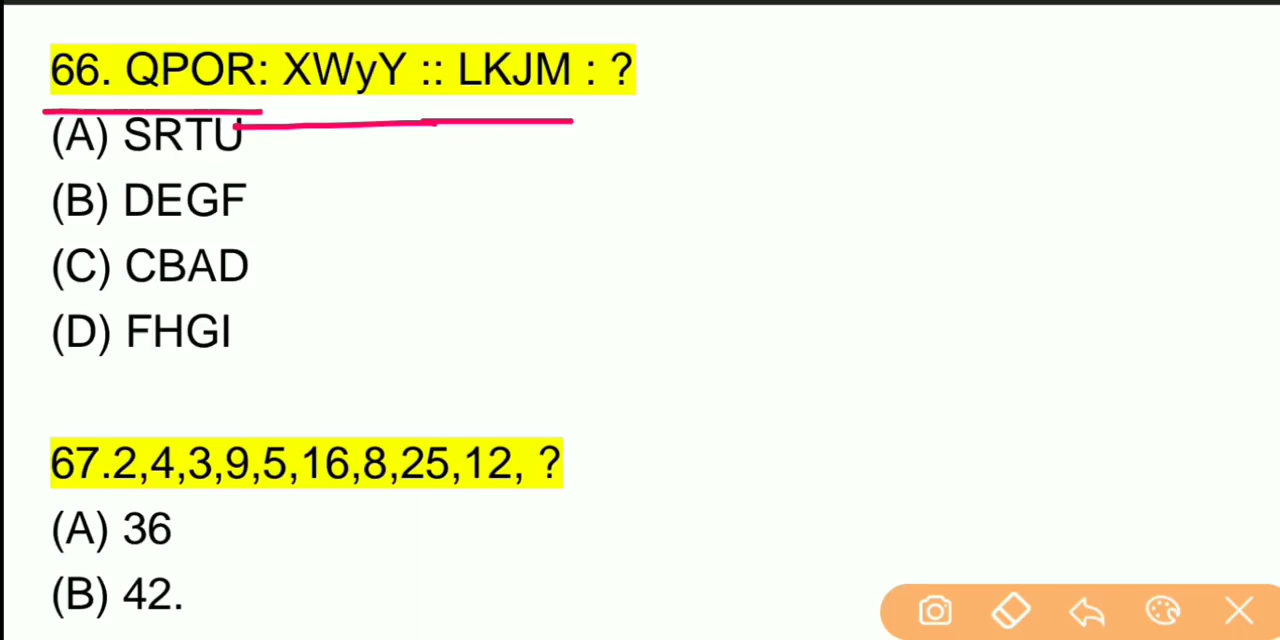 66. QPOR: XWyY :: LKJM : ?
(A) SRTU
(B) DEGF
(C) CBAD
(D) FHGI
67.2,4,3,9,5,16,8,25,12, ?
(A) 36
(B) 42.